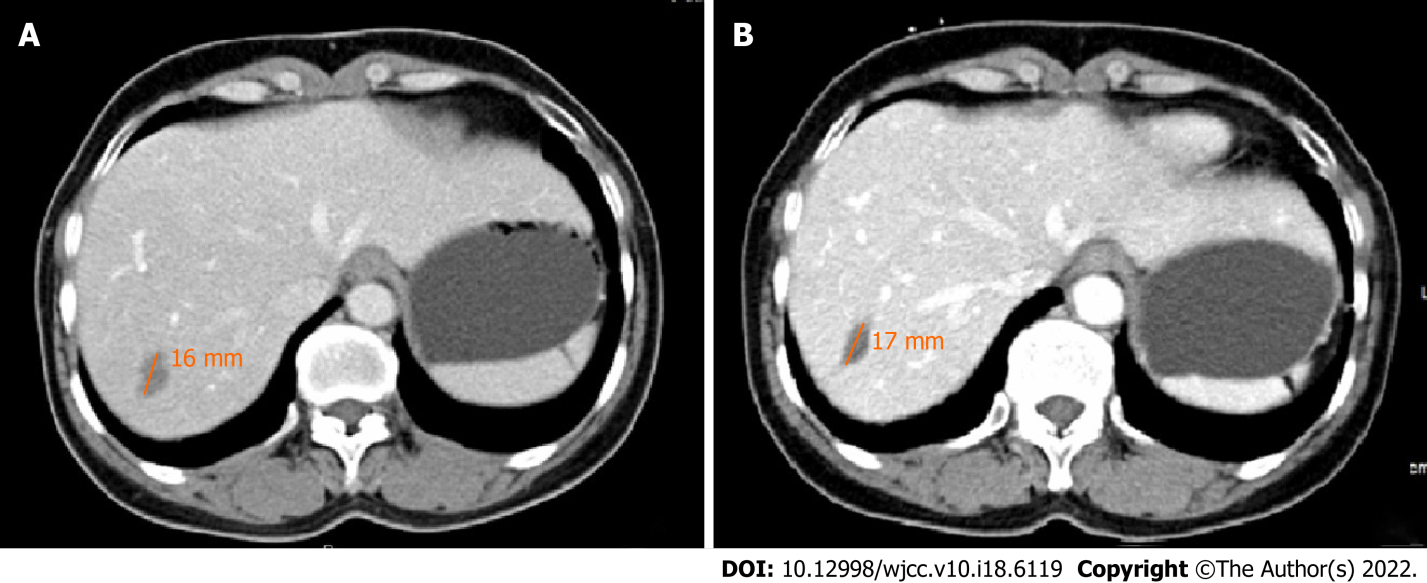 A
B
16 mm
17 mm
DOI: 10.12998/wjcc.v10.i18.6119 Copyright ©The Author(s) 2022.